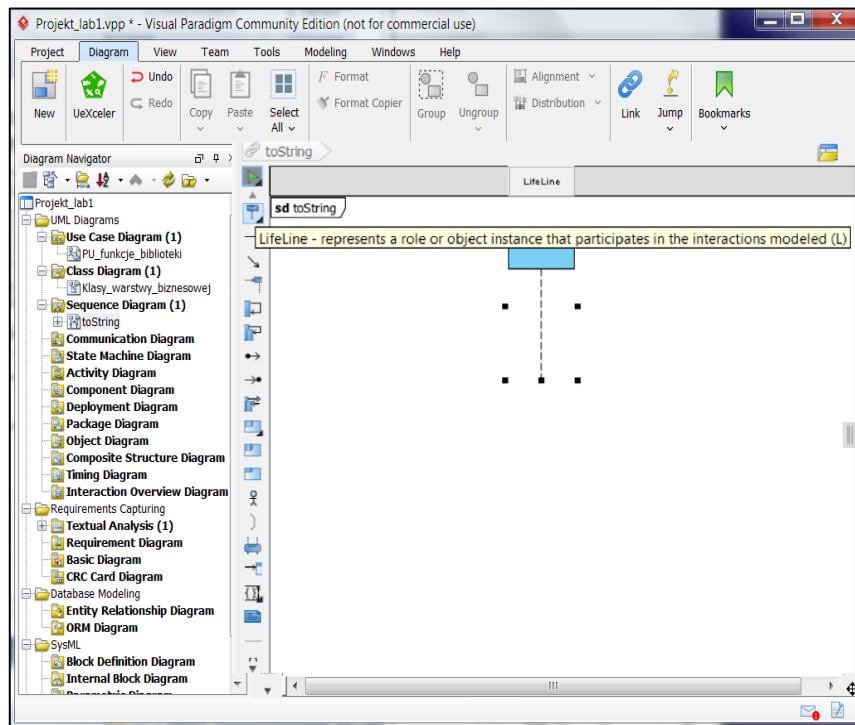 Projekt_lab1.vpp * - Visual Paradigm Community Edition (not for commercial use)
Project Diagram View Team Tools Modeling Windows Help
New
UeXceler
Undo
Redo
Copy
Paste
Select
All
Format
Format Copier
Group
Ungroup
Alignment
Distribution
Link
Jump
Bookmarks
Diagram Navigator
toString
LifeLine
sd toString
LifeLine - represents a role or object instance that participates in the interactions modeled (L)
Projekt_lab1
UML Diagrams
Use Case Diagram (1)
PU_funkcje_biblioteki
Class Diagram (1)
Klasy_warstwy_biznesowej
Sequence Diagram (1)
toString
Communication Diagram
State Machine Diagram
Activity Diagram
Component Diagram
Deployment Diagram
Package Diagram
Object Diagram
Composite Structure Diagram
Timing Diagram
Interaction Overview Diagram
Requirements Capturing
Textual Analysis (1)
Requirement Diagram
Basic Diagram
CRC Card Diagram
Database Modeling
Entity Relationship Diagram
ORM Diagram
SysML
Block Definition Diagram
Internal Block Diagram